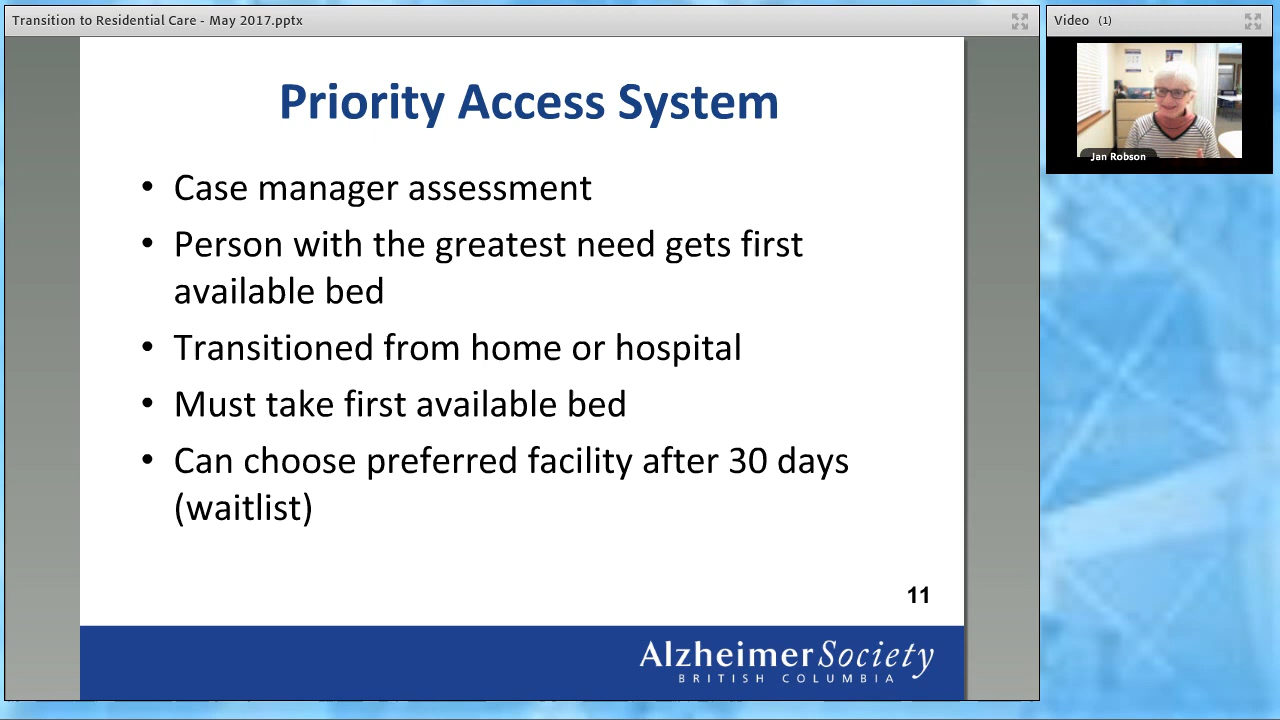 Transition to Residential Care - May 2017.pptx
Video (1)
Jan Robson
Priority Access System
• Case manager assessment
• Person with the greatest need gets first
available bed
• Transitioned from home or hospital
• Must take first available bed
• Can choose preferred facility after 30 days
(waitlist)
11
AlzheimerSociety
BRITISH COLUMBIA